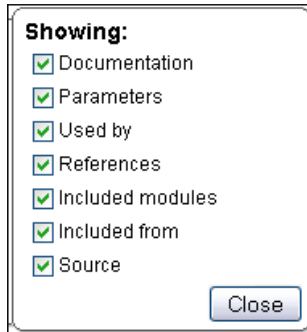 Showing:
Documentation
Parameters
Used by
References
Included modules
Included from
Source
Close